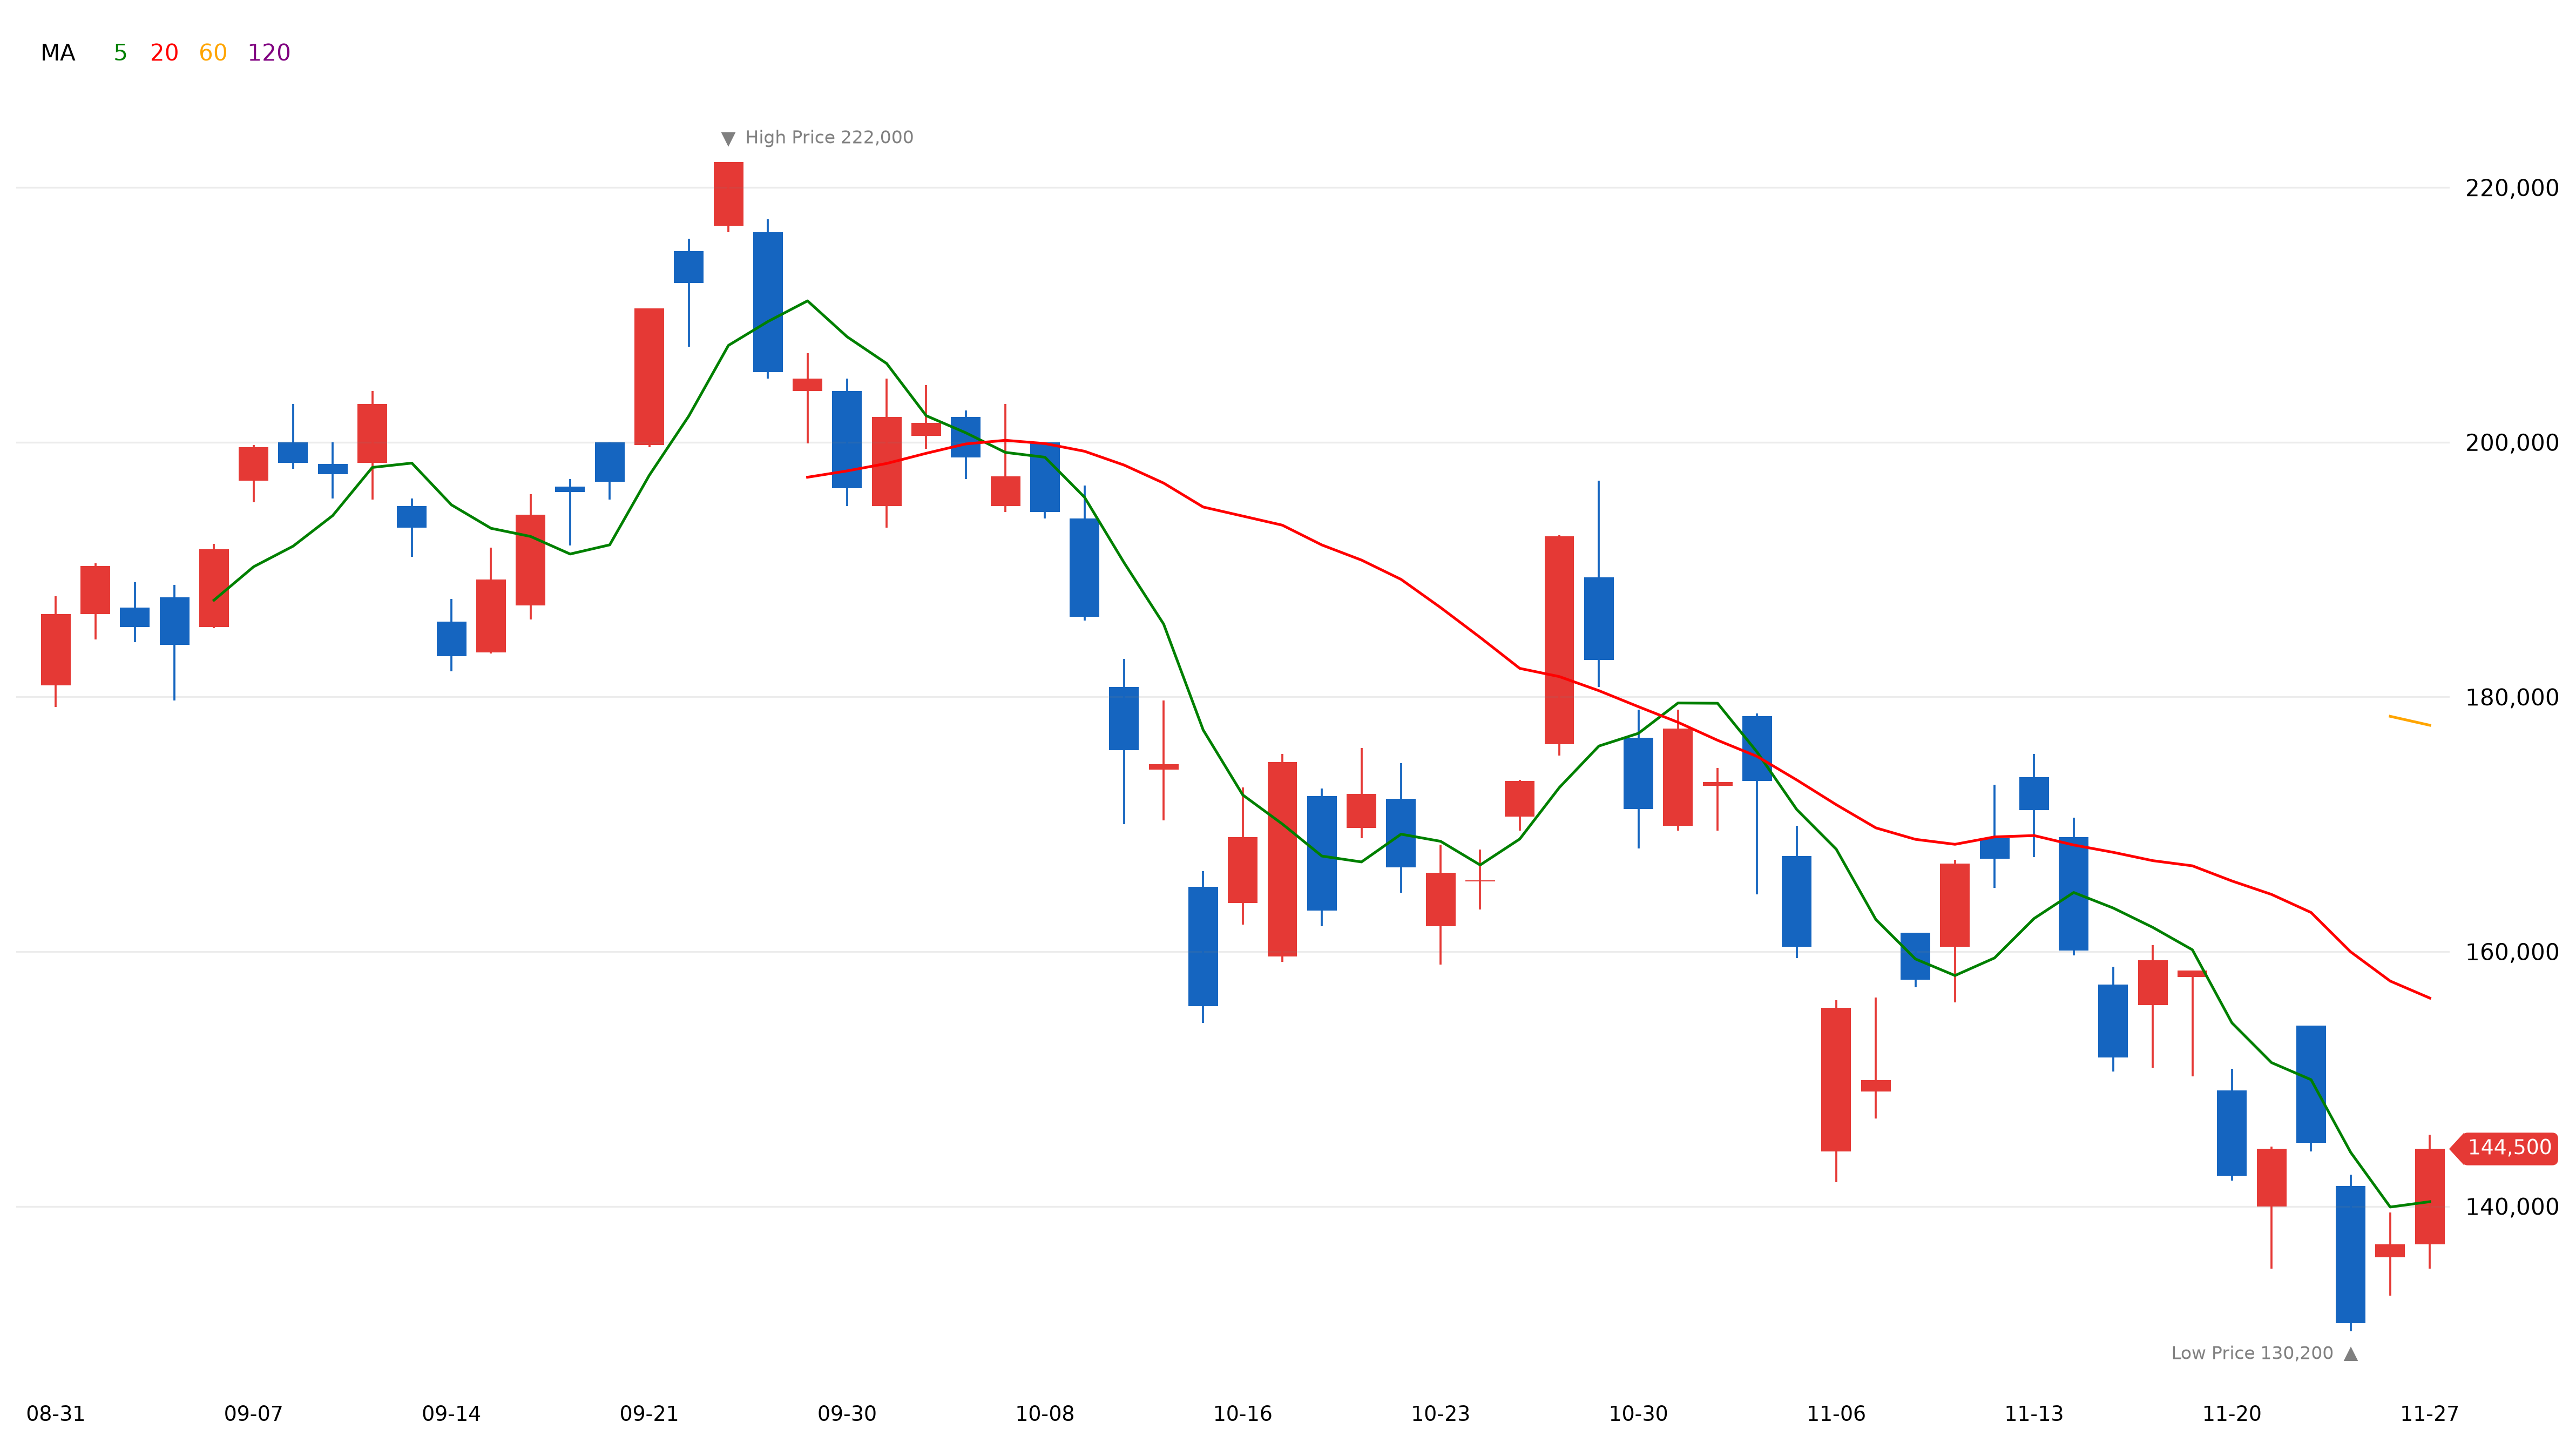 MA 5 20 60 120
▼ High Price 222,000
220,000
200,000
180,000
160,000
144,500
140,000
Low Price 130,200 ▲
08-31 09-07 09-14 09-21 09-30 10-08 10-16 10-23 10-30 11-06 11-13 11-20 11-27